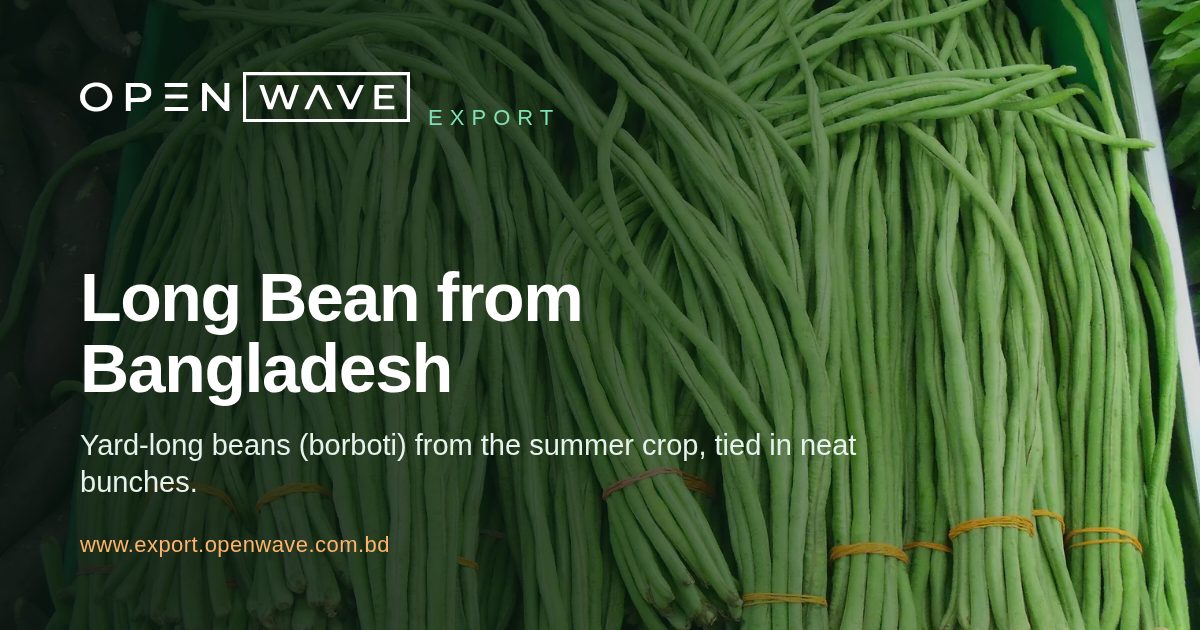 OPEN WAVE EXPORT
Long Bean from
Bangladesh
Yard-long beans (borboti) from the summer crop, tied in neat
bunches.
www.export.openwave.com.bd